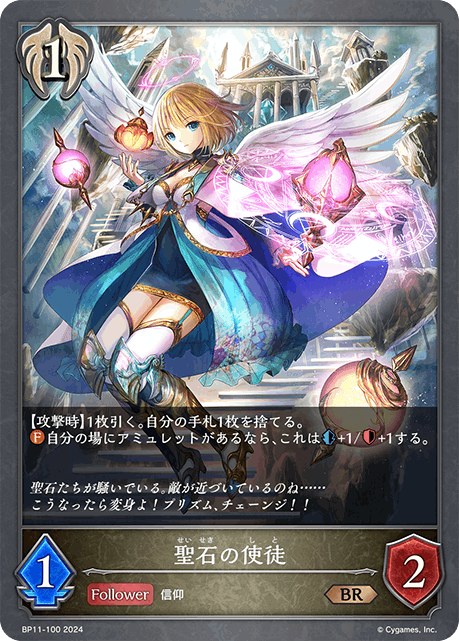 1
【攻撃時】1枚引く。自分の手札1枚を捨てる。
F自分の場にアミュレットがあるなら、これは+1/+1する。
聖石たちが騒いでいる。敵が近づいているのね……
こうなったら変身よ!プリズム、チェーンジ!!
せいせき しと
聖石の使徒
1
Follower 信仰
BR
2
BP11-100 2024
© Cygames, Inc.